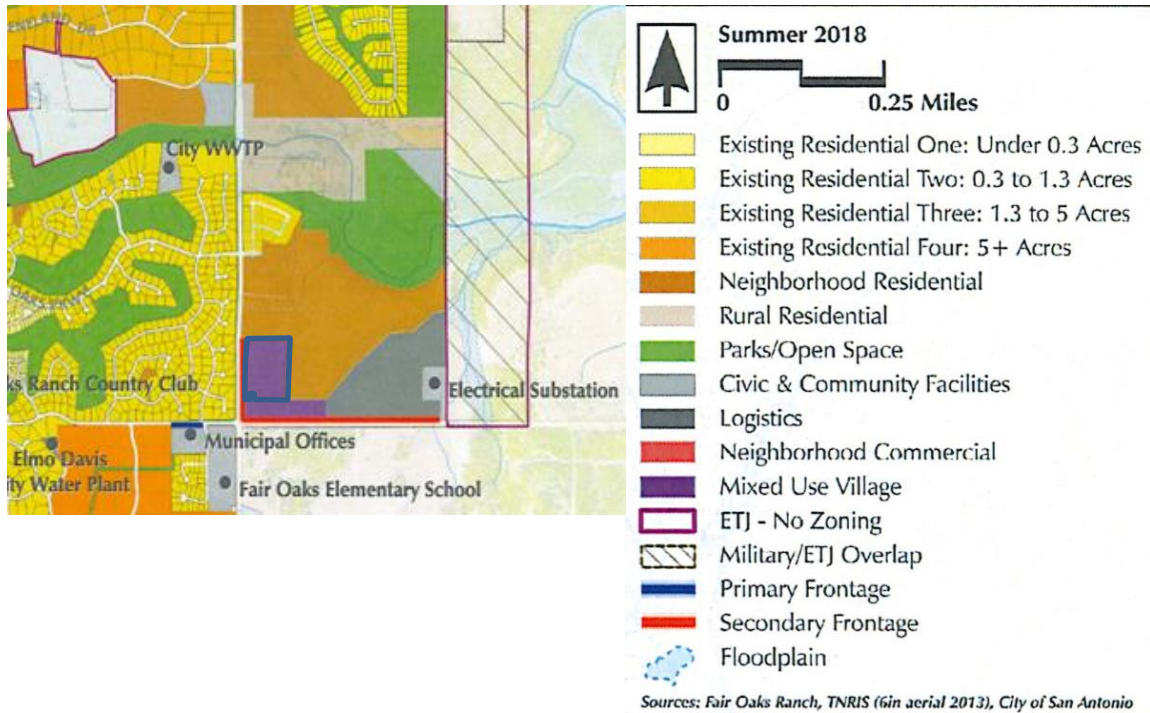 City WWTP
ks Ranch Country Club
Electrical Substation
Municipal Offices
Elmo Davis
ity Water Plant
Fair Oaks Elementary School
Summer 2018
0 0.25 Miles
Existing Residential One: Under 0.3 Acres
Existing Residential Two: 0.3 to 1.3 Acres
Existing Residential Three: 1.3 to 5 Acres
Existing Residential Four: 5+ Acres
Neighborhood Residential
Rural Residential
Parks/Open Space
Civic & Community Facilities
Logistics
Neighborhood Commercial
Mixed Use Village
ETJ - No Zoning
Military/ETJ Overlap
Primary Frontage
Secondary Frontage
Floodplain
Sources: Fair Oaks Ranch, TNRIS (6in aerial 2013), City of San Antonio